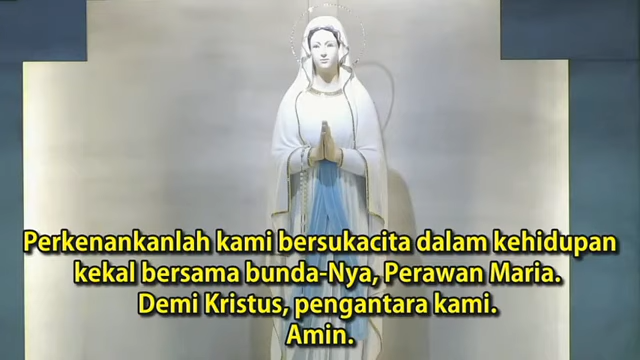 Perkenankanlah kami bersukacita dalam kehidupan
kekal bersama bunda-Nya, Perawan Maria.
Demi Kristus, pengantara kami.
Amin.